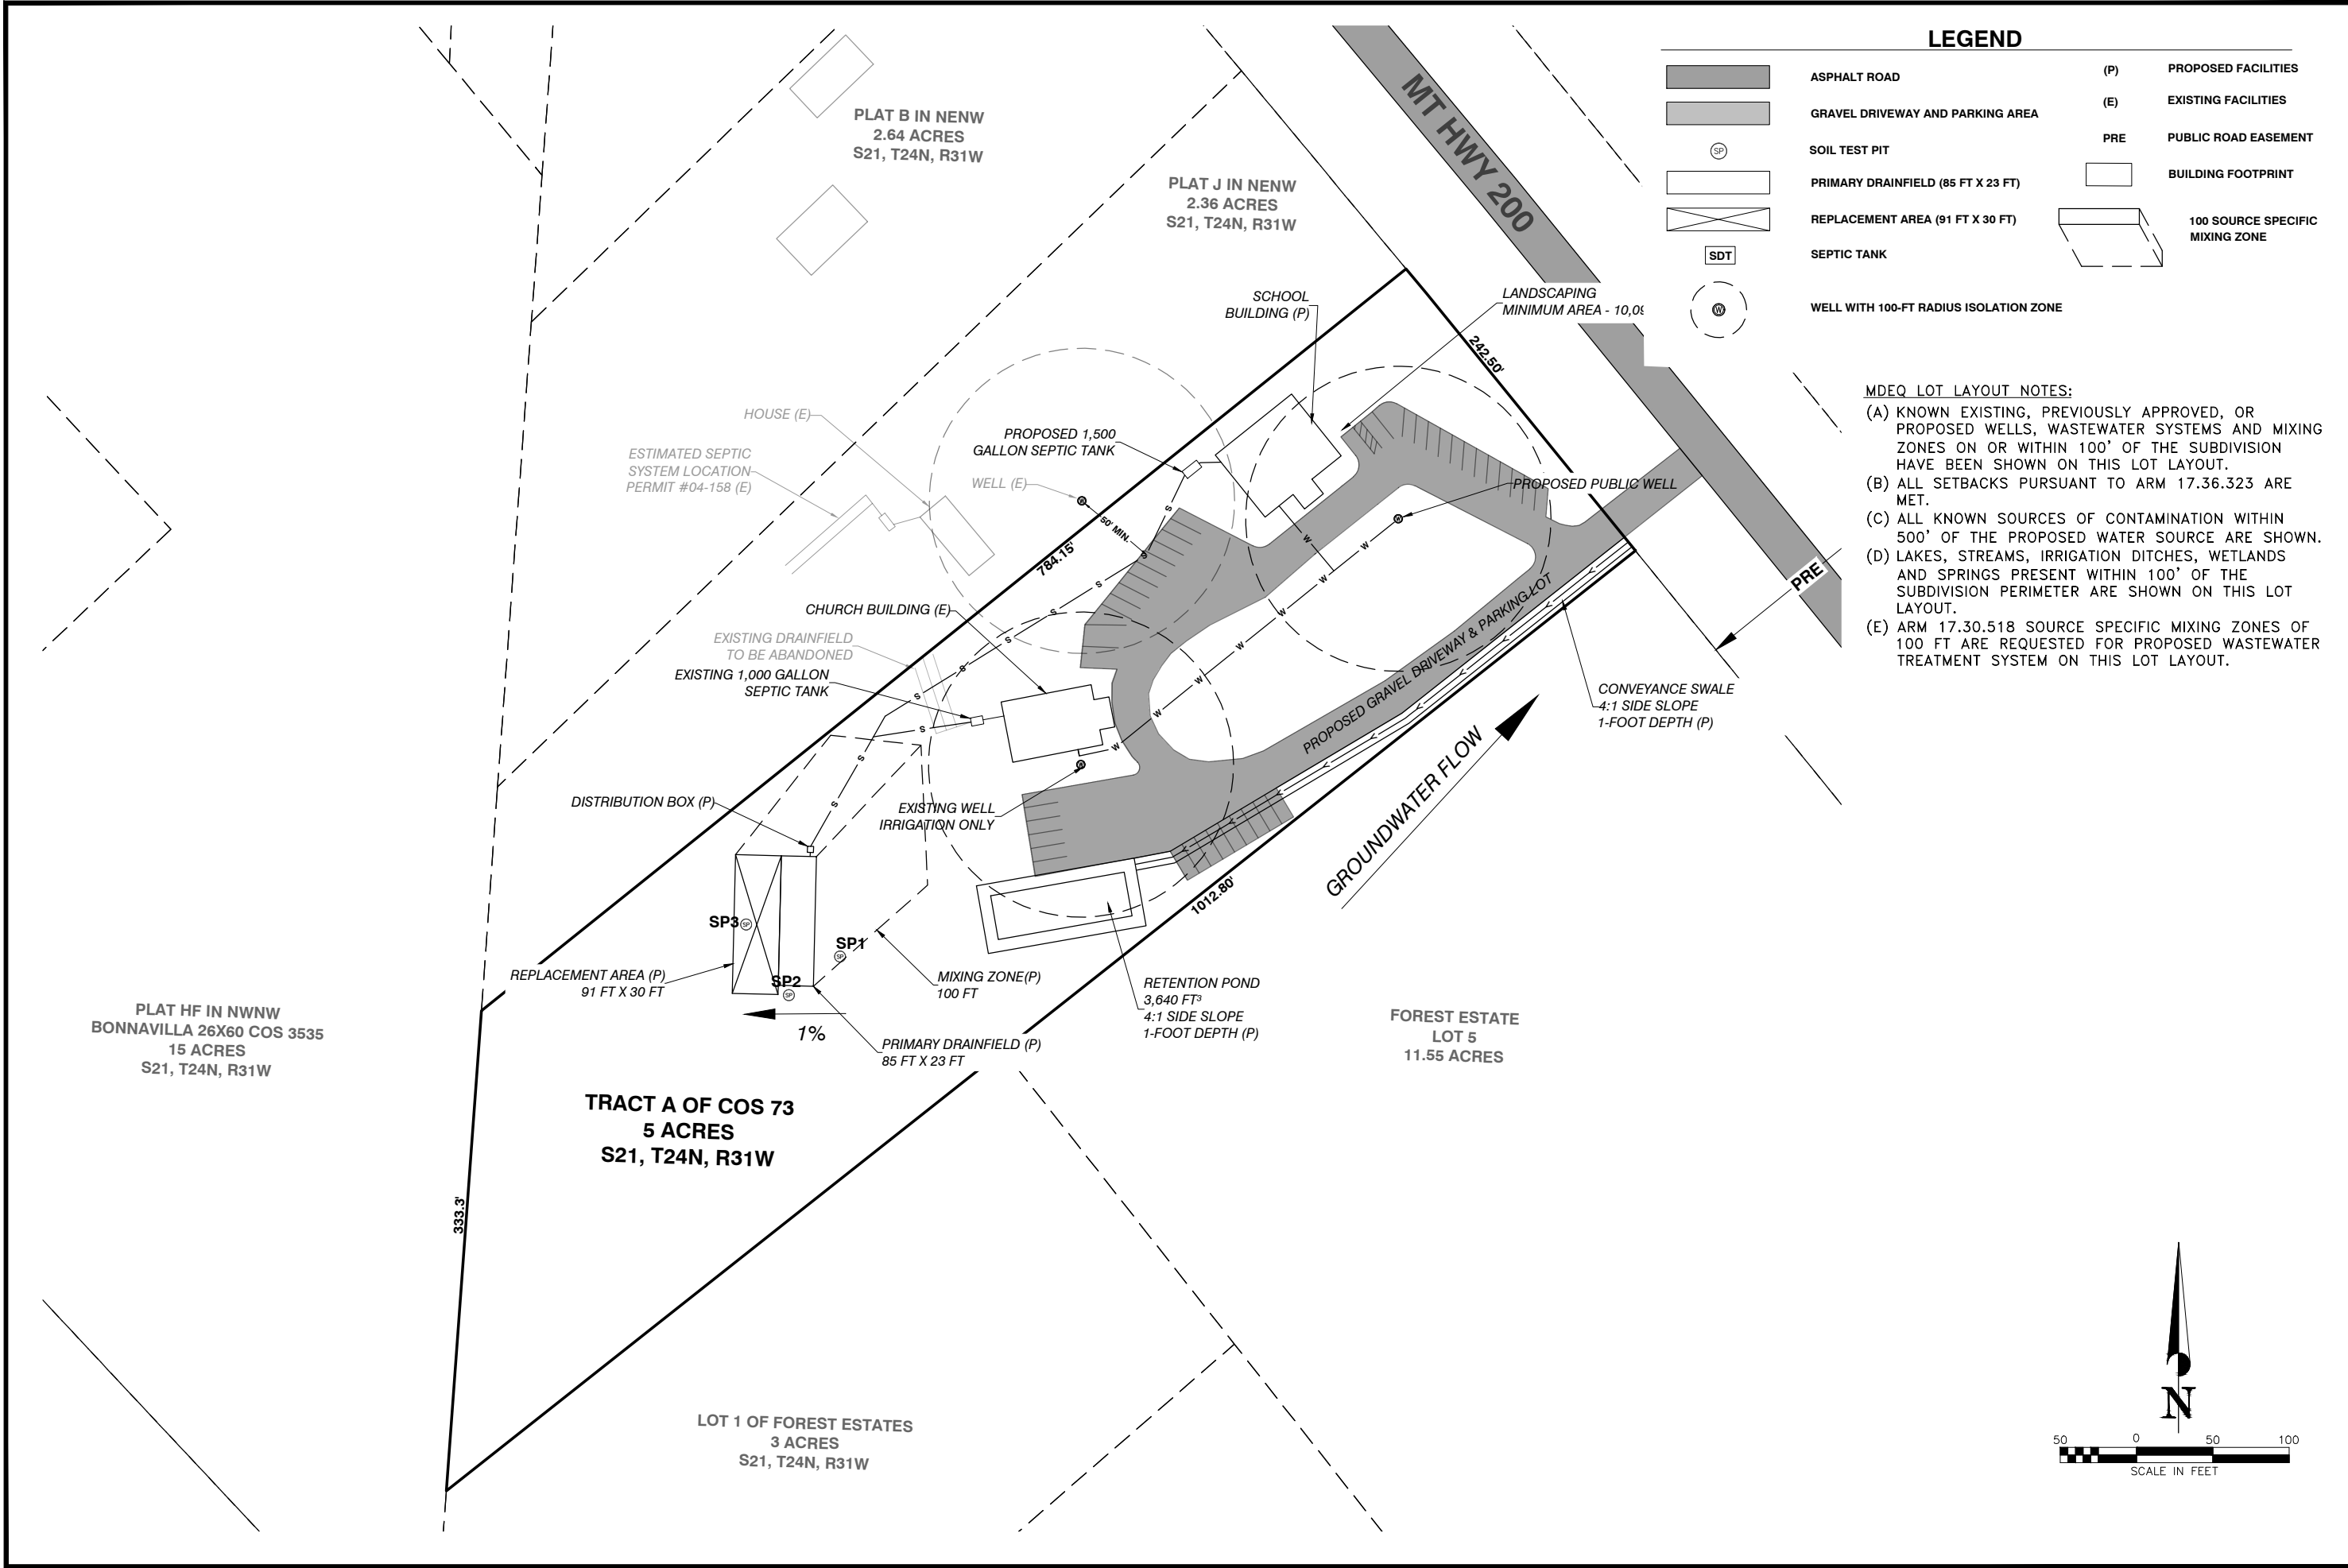 LEGEND
ASPHALT ROAD
GRAVEL DRIVEWAY AND PARKING AREA
SP
SOIL TEST PIT
PRIMARY DRAINFIELD (85 FT X 23 FT)
REPLACEMENT AREA (91 FT X 30 FT)
SDT
SEPTIC TANK
W
WELL WITH 100-FT RADIUS ISOLATION ZONE
(P)
PROPOSED FACILITIES
(E)
EXISTING FACILITIES
PRE
PUBLIC ROAD EASEMENT
BUILDING FOOTPRINT
100 SOURCE SPECIFIC
MIXING ZONE
MDEQ LOT LAYOUT NOTES:
(A) KNOWN EXISTING, PREVIOUSLY APPROVED, OR
PROPOSED WELLS, WASTEWATER SYSTEMS AND MIXING
ZONES ON OR WITHIN 100' OF THE SUBDIVISION
HAVE BEEN SHOWN ON THIS LOT LAYOUT.
(B) ALL SETBACKS PURSUANT TO ARM 17.36.323 ARE
MET.
(C) ALL KNOWN SOURCES OF CONTAMINATION WITHIN
500' OF THE PROPOSED WATER SOURCE ARE SHOWN.
(D) LAKES, STREAMS, IRRIGATION DITCHES, WETLANDS
AND SPRINGS PRESENT WITHIN 100' OF THE
SUBDIVISION PERIMETER ARE SHOWN ON THIS LOT
LAYOUT.
(E) ARM 17.30.518 SOURCE SPECIFIC MIXING ZONES OF
100 FT ARE REQUESTED FOR PROPOSED WASTEWATER
TREATMENT SYSTEM ON THIS LOT LAYOUT.
PLAT B IN NENW
2.64 ACRES
S21, T24N, R31W
PLAT J IN NENW
2.36 ACRES
S21, T24N, R31W
MT HWY 200
SCHOOL
BUILDING (P)
LANDSCAPING
MINIMUM AREA - 10,09
242.50'
HOUSE (E)
PROPOSED 1,500
GALLON SEPTIC TANK
ESTIMATED SEPTIC
SYSTEM LOCATION
PERMIT #04-158 (E)
WELL (E)
50' MIN.
PROPOSED PUBLIC WELL
784.15'
PRE
CHURCH BUILDING (E)
EXISTING DRAINFIELD
TO BE ABANDONED
EXISTING 1,000 GALLON
SEPTIC TANK
PROPOSED GRAVEL DRIVEWAY & PARKING LOT
CONVEYANCE SWALE
4:1 SIDE SLOPE
1-FOOT DEPTH (P)
GROUNDWATER FLOW
DISTRIBUTION BOX (P)
EXISTING WELL
IRRIGATION ONLY
1012.80'
SP3
SP
SP1
SP
SP2
SP
REPLACEMENT AREA (P)
91 FT X 30 FT
MIXING ZONE(P)
100 FT
RETENTION POND
3,640 FT³
4:1 SIDE SLOPE
1-FOOT DEPTH (P)
1%
PRIMARY DRAINFIELD (P)
85 FT X 23 FT
PLAT HF IN NWNW
BONNAVILLA 26X60 COS 3535
15 ACRES
S21, T24N, R31W
FOREST ESTATE
LOT 5
11.55 ACRES
TRACT A OF COS 73
5 ACRES
S21, T24N, R31W
333.3'
LOT 1 OF FOREST ESTATES
3 ACRES
S21, T24N, R31W
N
50 0 50 100
SCALE IN FEET